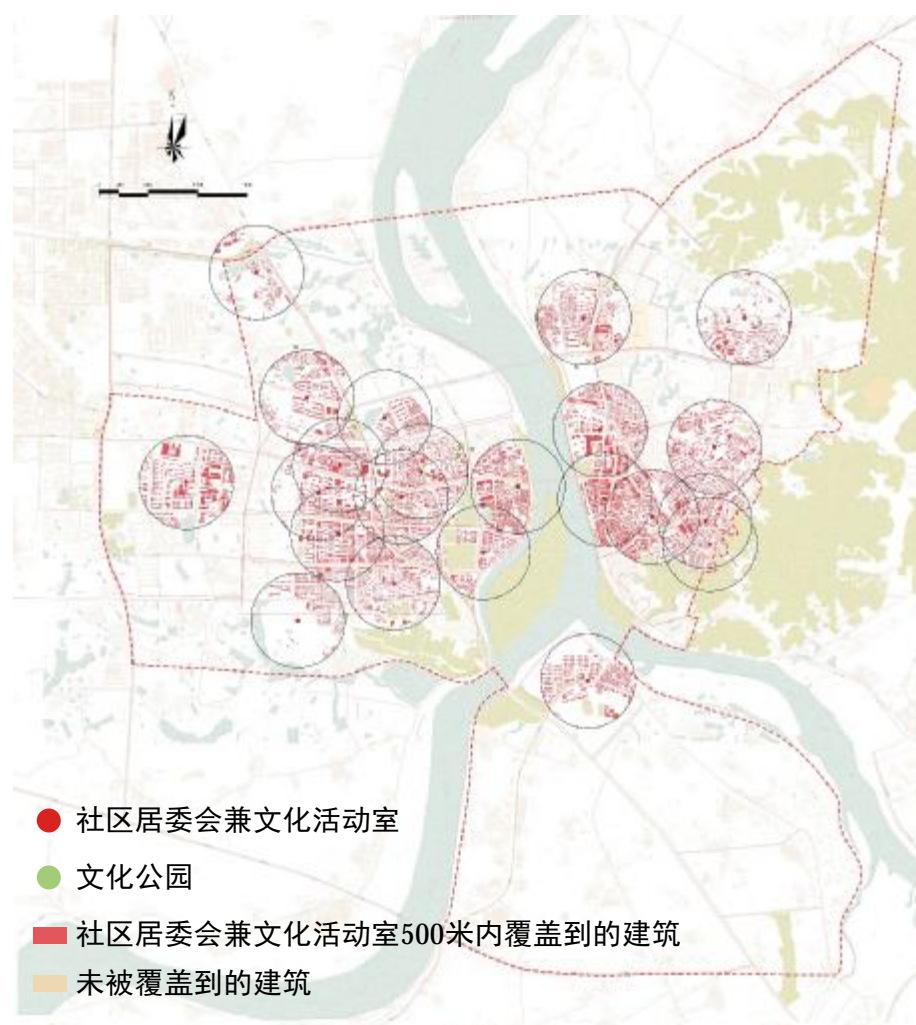 社区居委会兼文化活动室
文化公园
社区居委会兼文化活动室500米内覆盖到的建筑
未被覆盖到的建筑